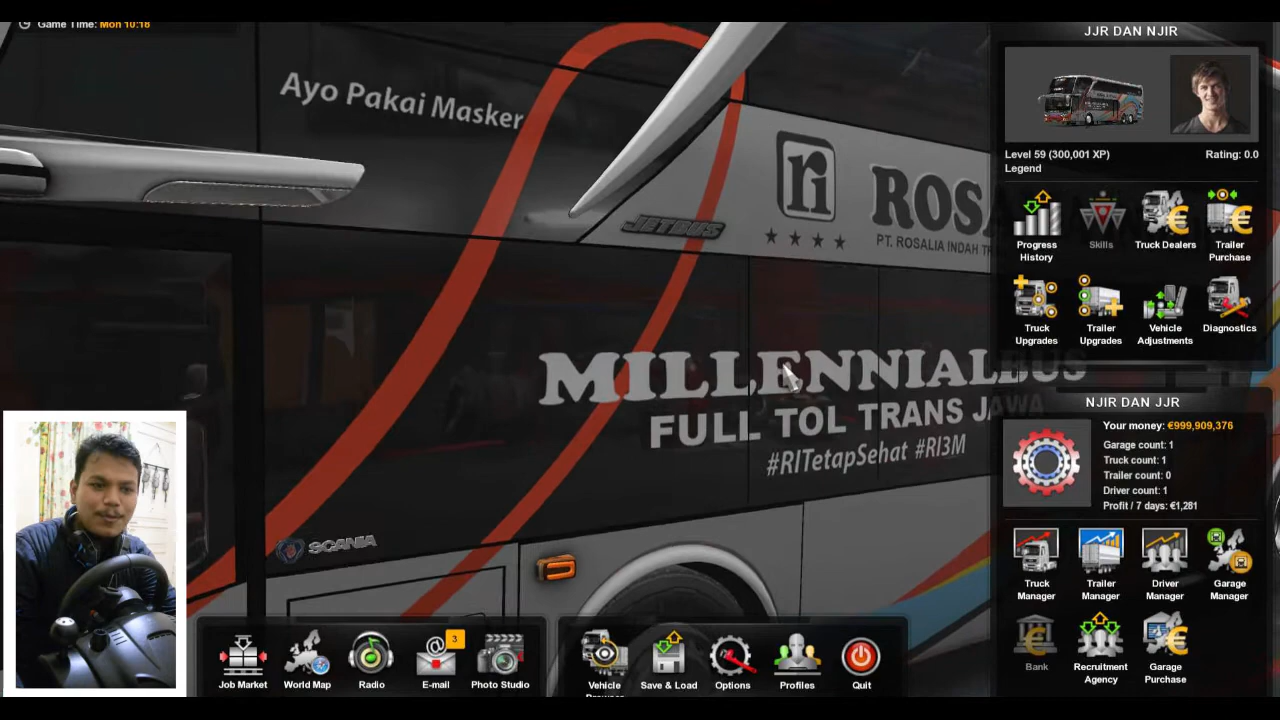 Game Time: Mon 10:18
Ayo Pakai Masker
ri
JETBUS
PT. ROSALIA INDAH
MILLENNIALBUS
FULL TOL TRANS JAWA
#RITetapSehat #RI3M
SCANIA
JJR DAN NJIR
Level 59 (300,001 XP)
Rating: 0.0
Legend
Progress History
Skills
Truck Dealers
Trailer Purchase
Truck Upgrades
Trailer Upgrades
Vehicle Adjustments
Diagnostics
NJIR DAN JJR
Your money: €999,909,376
Garage count: 1
Truck count: 1
Trailer count: 0
Driver count: 1
Profit / 7 days: €1,281
Truck Manager
Trailer Manager
Driver Manager
Garage Manager
Bank
Recruitment Agency
Garage Purchase
Job Market
World Map
Radio
3
E-mail
Photo Studio
Vehicle
Save & Load
Options
Profiles
Quit